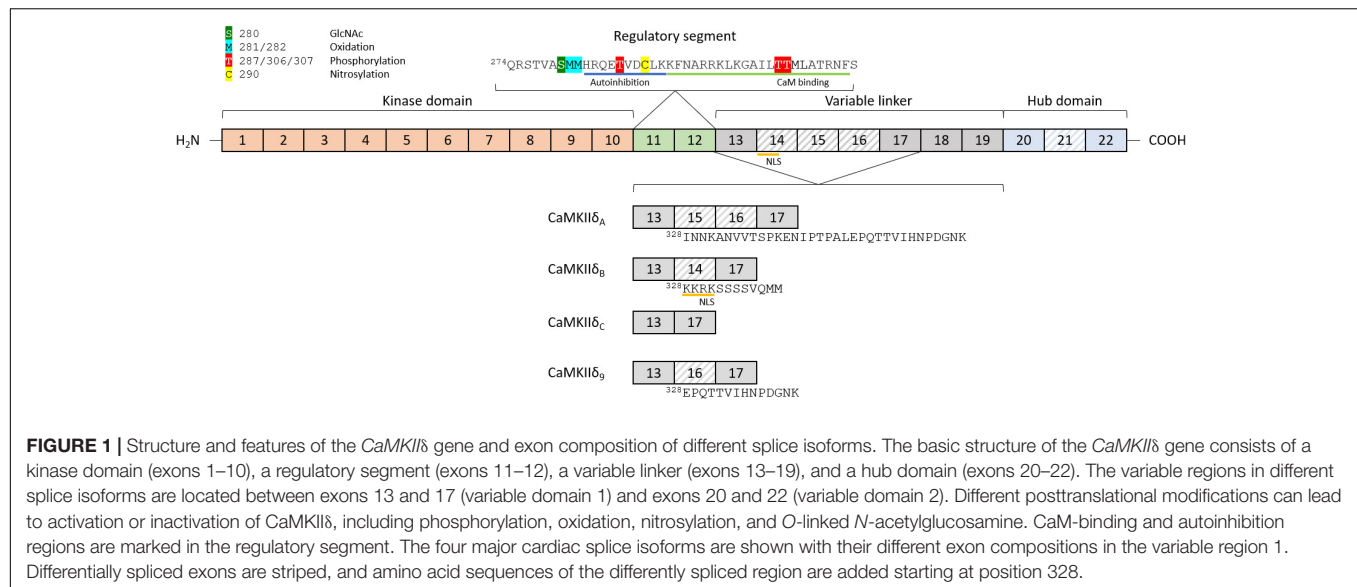 S 280 GlcNAc
M 281/282 Oxidation
T 287/306/307 Phosphorylation
C 290 Nitrosylation
Regulatory segment
274QRSTVASMMHRQETVDCLKKFNARRKLKGAILTTMLATRNFS
Autoinhibition CaM binding
Kinase domain Variable linker Hub domain
H2N 1 2 3 4 5 6 7 8 9 10 11 12 13 14 15 16 17 18 19 20 21 22 COOH
NLS
CaMKIIδA 13 15 16 17
328INNKANVVTSPKENIPTPALEPQTTVIHNPDGNK
CaMKIIδB 13 14 17
328KKRKSSSSVQMM
NLS
CaMKIIδC 13 17
CaMKIIδ9 13 16 17
328EPQTTVIHNPDGNK
FIGURE 1 | Structure and features of the CaMKIIδ gene and exon composition of different splice isoforms. The basic structure of the CaMKIIδ gene consists of a
kinase domain (exons 1–10), a regulatory segment (exons 11–12), a variable linker (exons 13–19), and a hub domain (exons 20–22). The variable regions in different
splice isoforms are located between exons 13 and 17 (variable domain 1) and exons 20 and 22 (variable domain 2). Different posttranslational modifications can lead
to activation or inactivation of CaMKIIδ, including phosphorylation, oxidation, nitrosylation, and O-linked N-acetylglucosamine. CaM-binding and autoinhibition
regions are marked in the regulatory segment. The four major cardiac splice isoforms are shown with their different exon compositions in the variable region 1.
Differentially spliced exons are striped, and amino acid sequences of the differently spliced region are added starting at position 328.